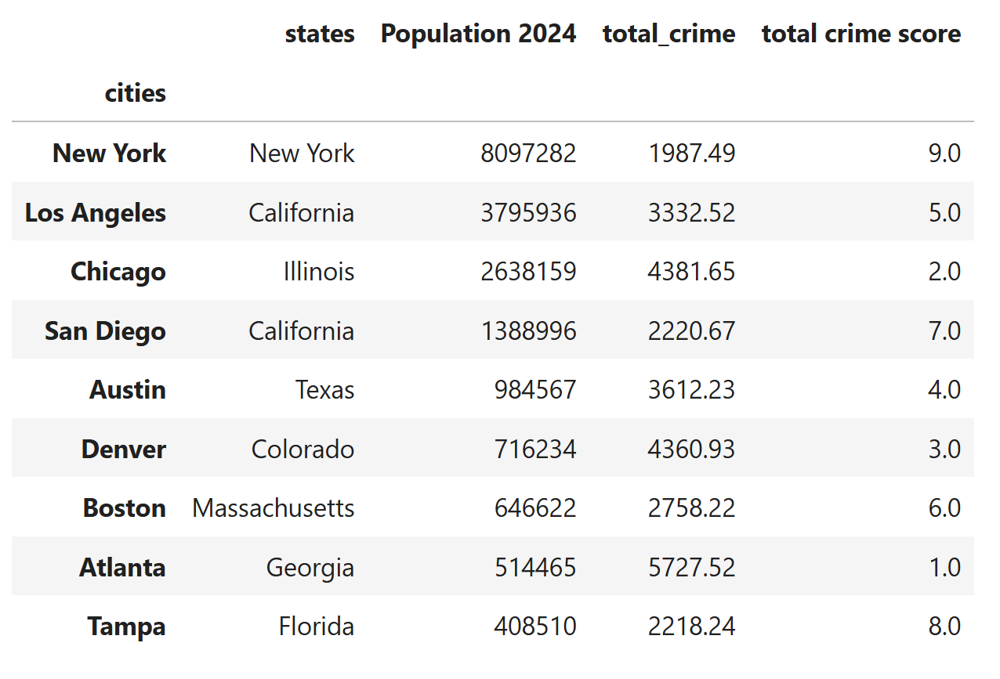 states Population 2024 total_crime total crime score
cities
New York New York 8097282 1987.49 9.0
Los Angeles California 3795936 3332.52 5.0
Chicago Illinois 2638159 4381.65 2.0
San Diego California 1388996 2220.67 7.0
Austin Texas 984567 3612.23 4.0
Denver Colorado 716234 4360.93 3.0
Boston Massachusetts 646622 2758.22 6.0
Atlanta Georgia 514465 5727.52 1.0
Tampa Florida 408510 2218.24 8.0